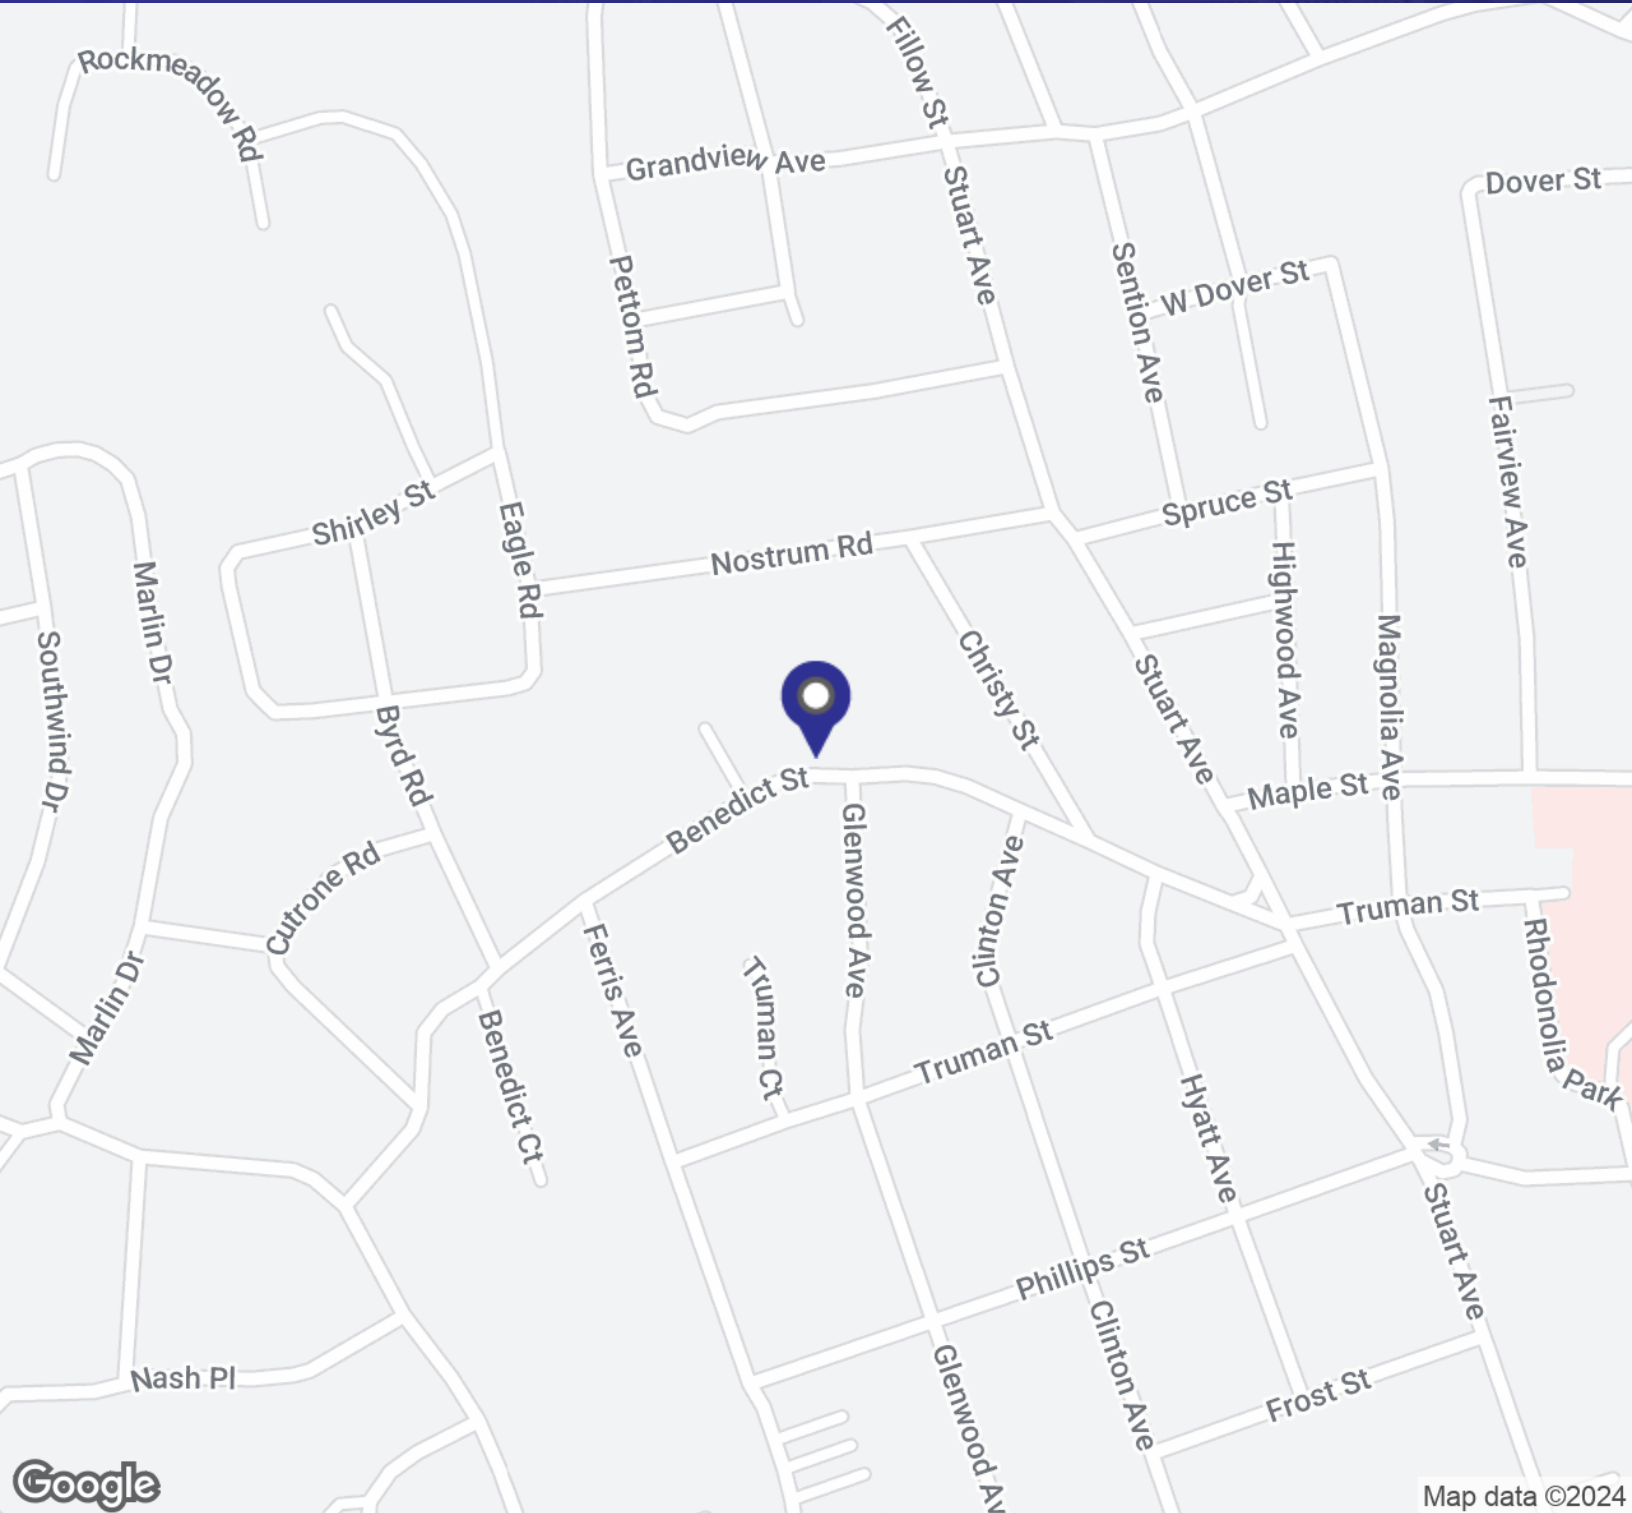 Rockmeadow Rd
Fillow St
Grandview Ave
Stuart Ave
Dover St
Pettom Rd
Sention Ave
W Dover St
Fairview Ave
Shirley St
Eagle Rd
Nostrum Rd
Spruce St
Highwood Ave
Marlin Dr
Southwind Dr
Christy St
Stuart Ave
Magnolia Ave
Byrd Rd
Benedict St
Maple St
Glenwood Ave
Cutrone Rd
Clinton Ave
Truman St
Marlin Dr
Ferris Ave
Truman Ct
Rhodonolia Park
Benedict Ct
Truman St
Hyatt Ave
Stuart Ave
Phillips St
Clinton Ave
Nash Pl
Frost St
Glenwood Av
Google
Map data ©2024